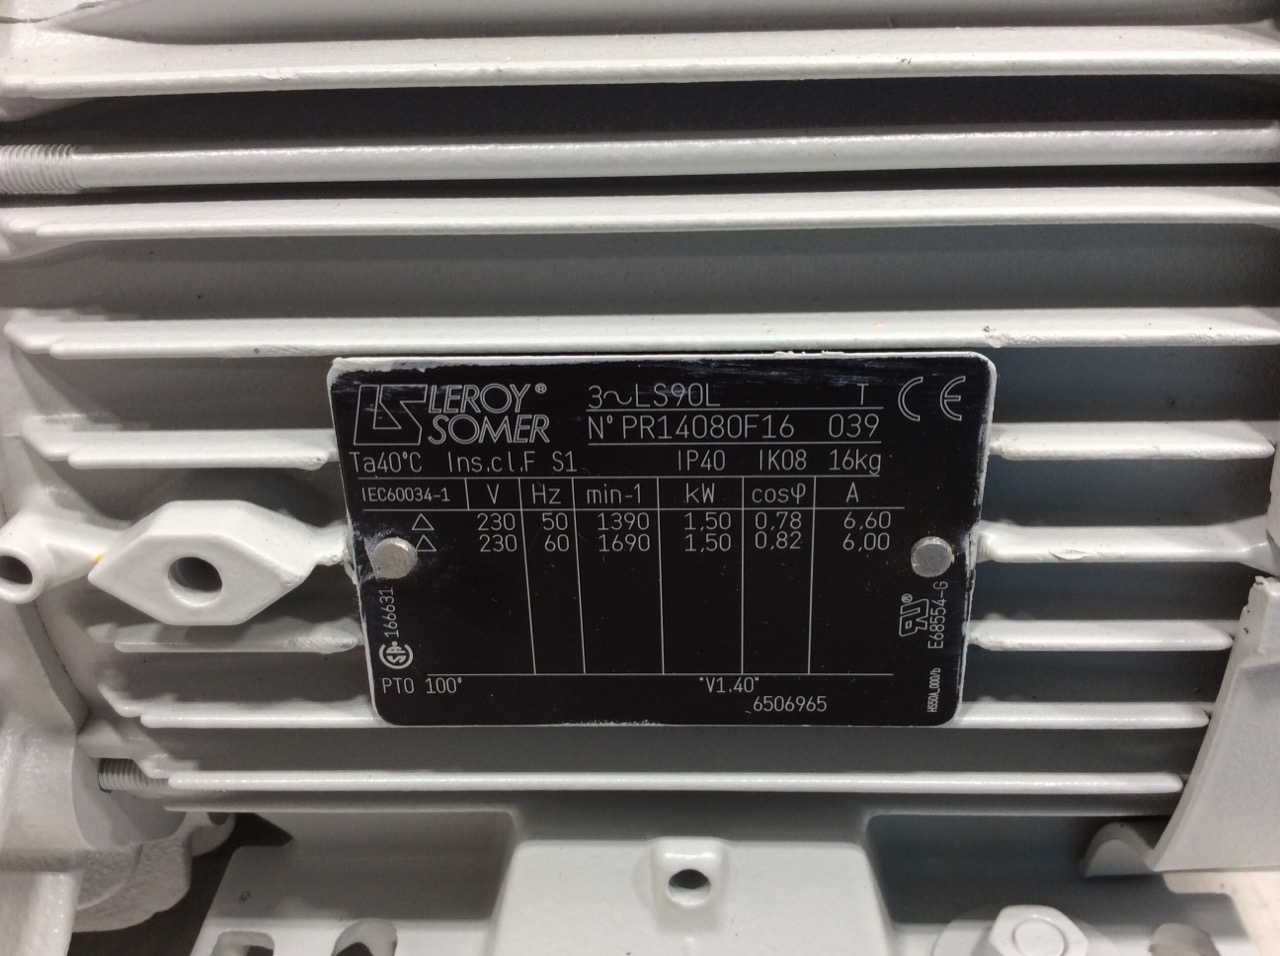 LEROY® SOMER
3~LS90L T CE
N° PR14080F16 039
Ta40°C Ins.cl.F S1 IP40 IK08 16kg
IEC60034-1 V Hz min-1 kW cosφ A
△ 230 50 1390 1,50 0,78 6,60
△ 230 60 1690 1,50 0,82 6,00
166631
E68554-G
PTO 100° "V1.40"
6506965
HS50A_000/b